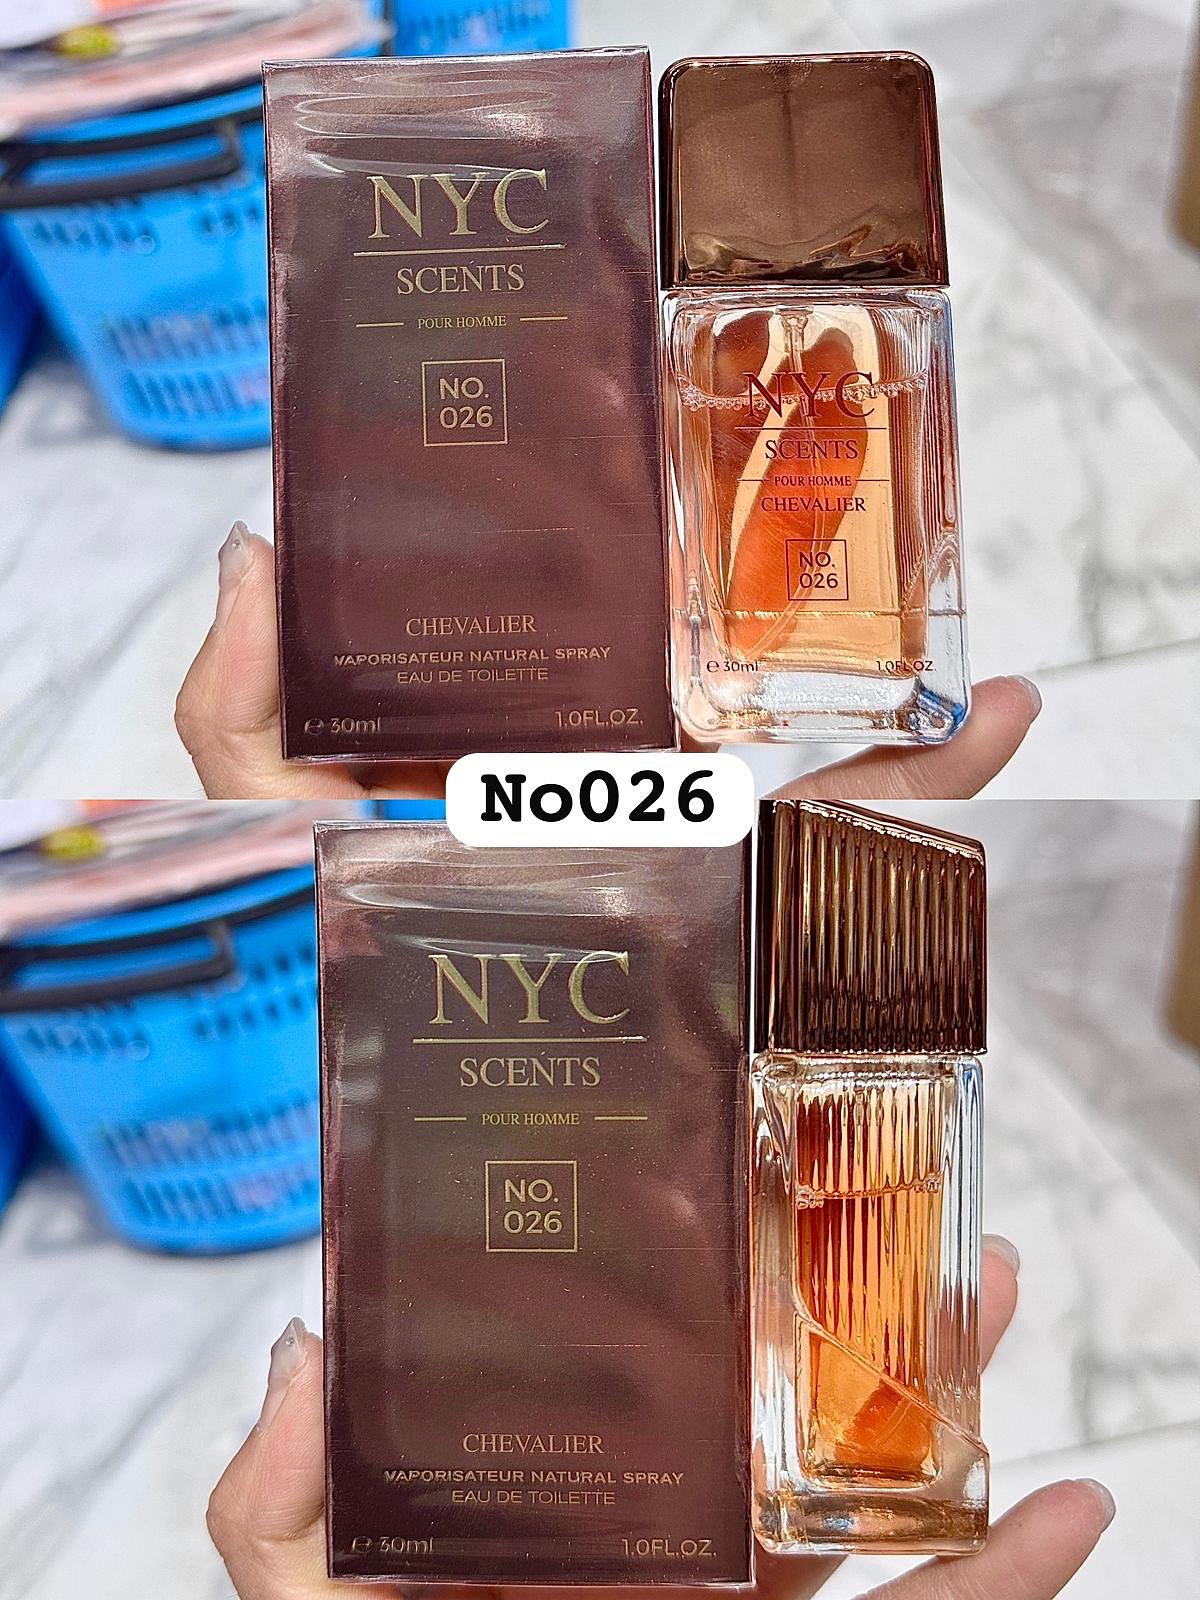 NYC
SCENTS
POUR HOMME
NO.
026
CHEVALIER
VAPORISATEUR NATURAL SPRAY
EAU DE TOILETTE
℮ 30ml
1.0FL.OZ.
NYC
SCENTS
POUR HOMME
CHEVALIER
NO.
026
℮ 30ml
1.0FL.OZ.
No026
NYC
SCENTS
POUR HOMME
NO.
026
CHEVALIER
VAPORISATEUR NATURAL SPRAY
EAU DE TOILETTE
℮ 30ml
1.0FL.OZ.